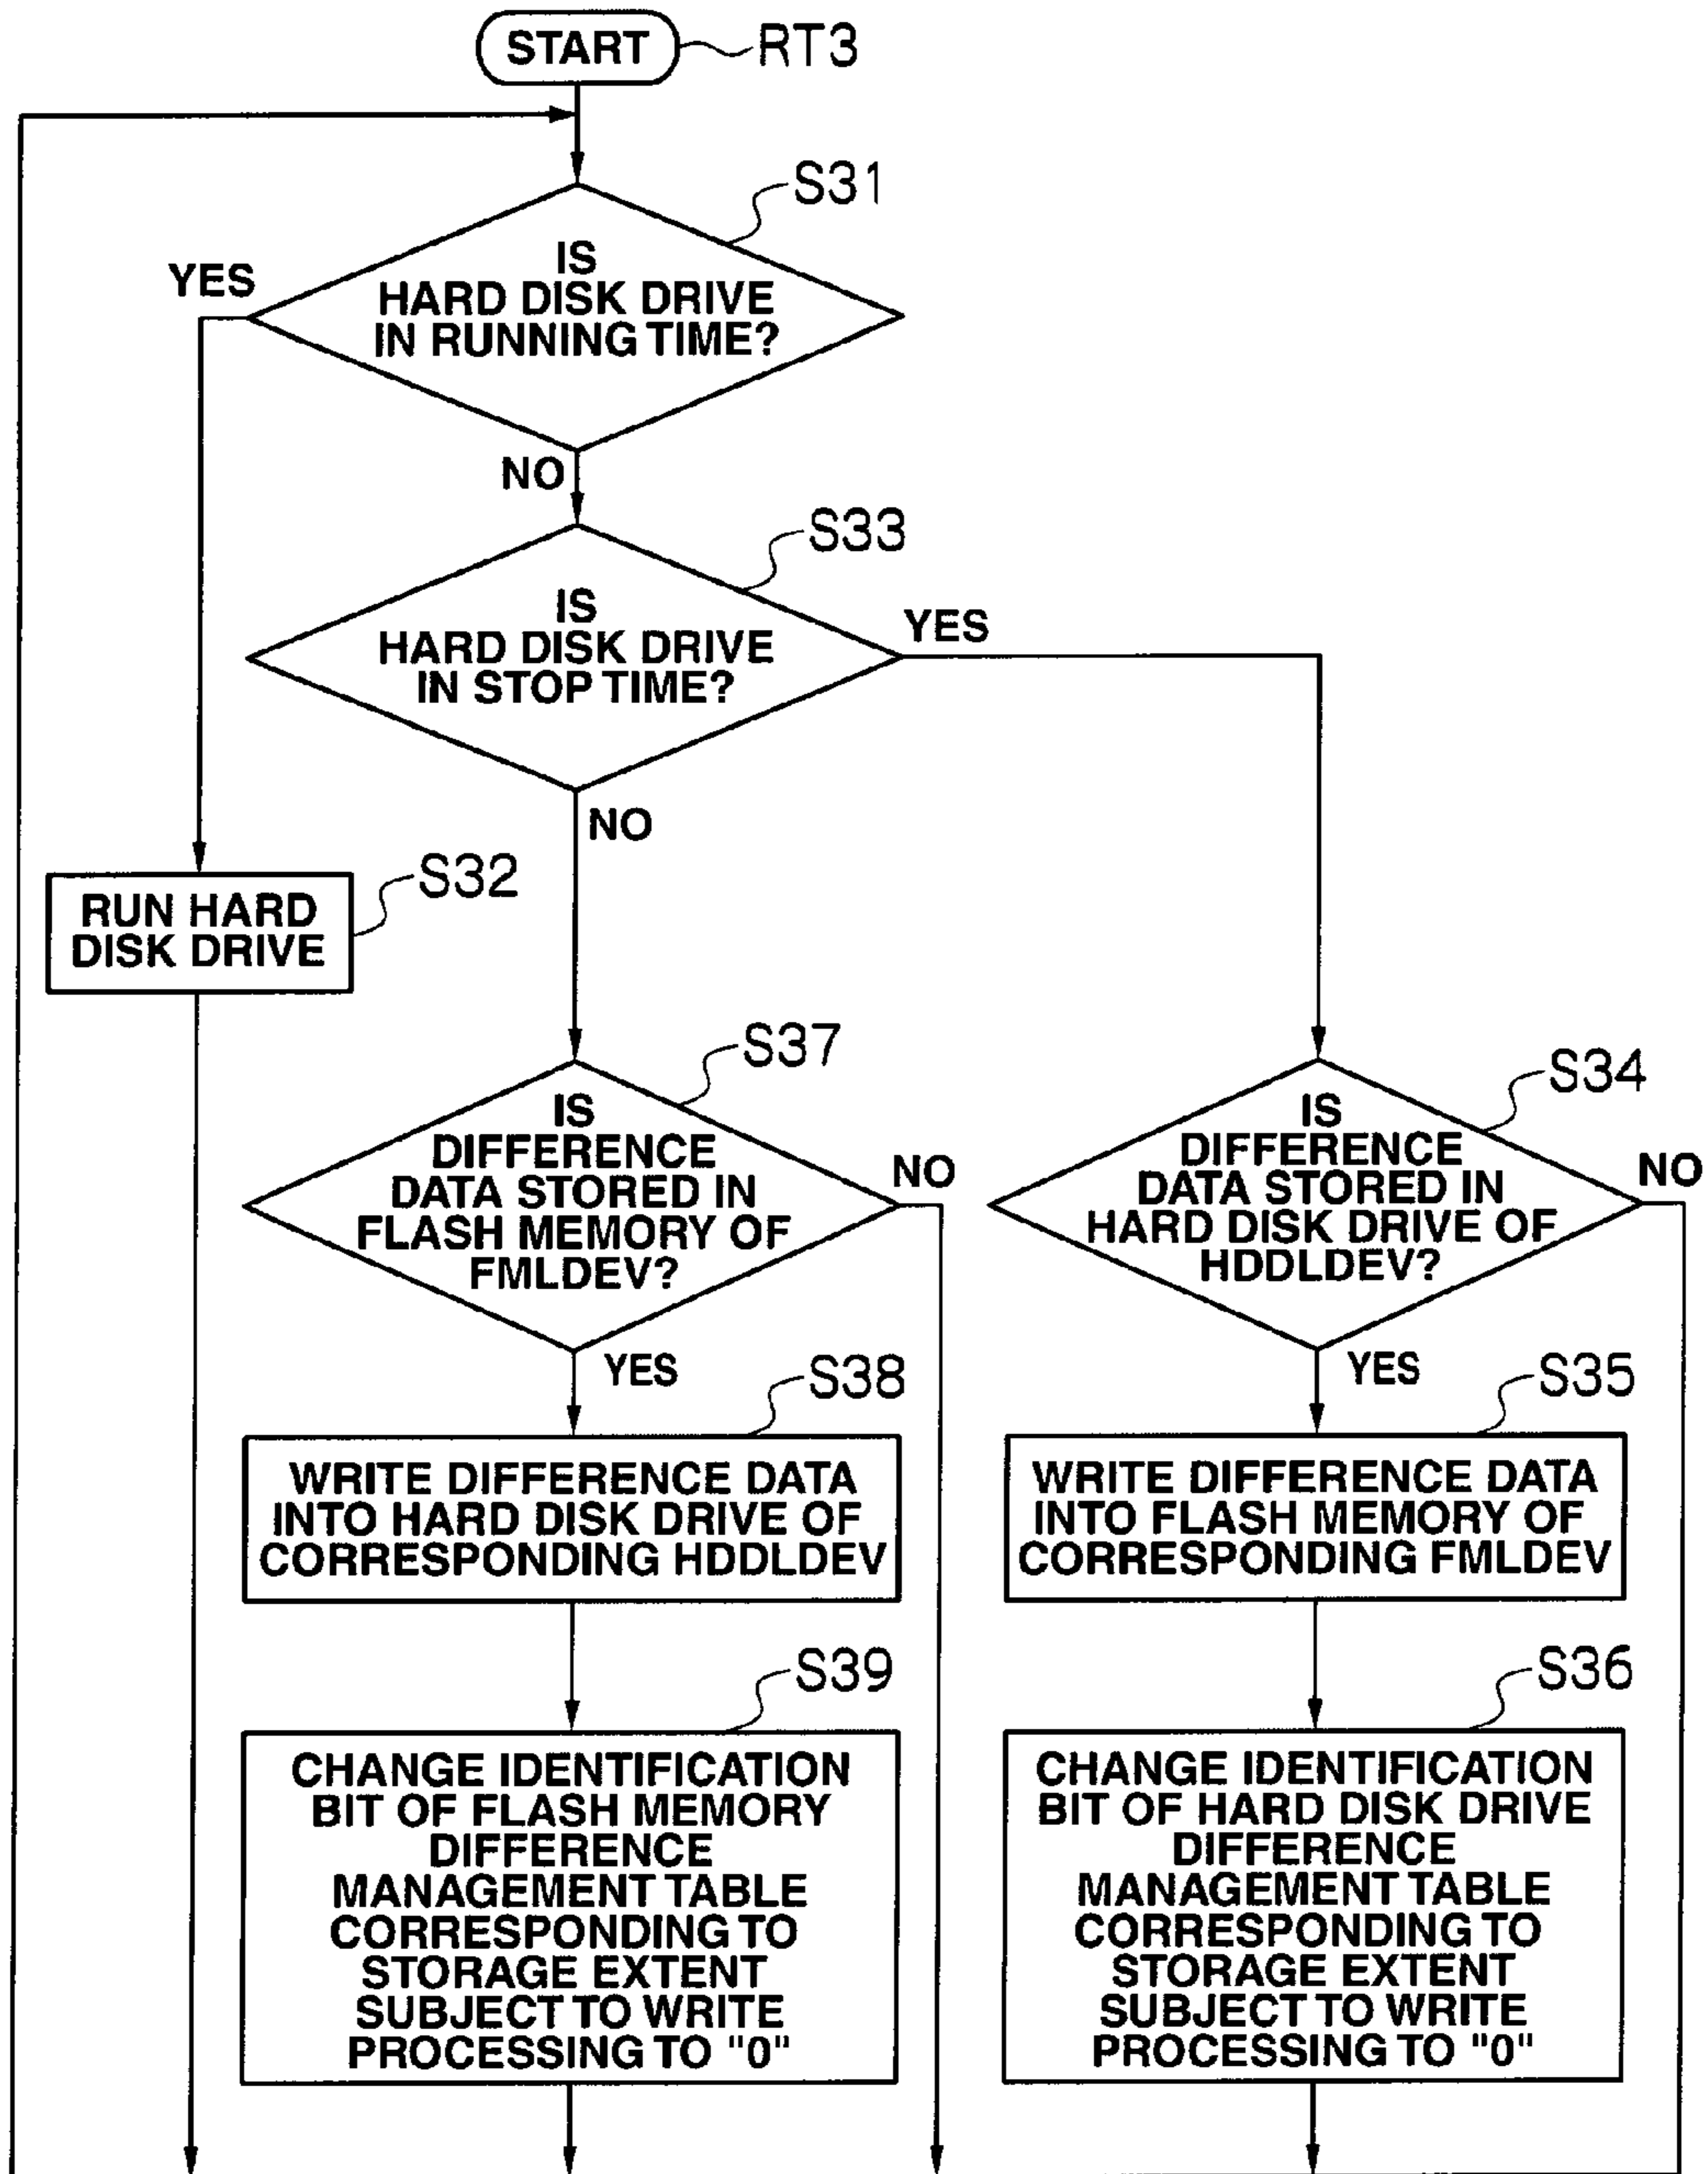 START
RT3
S31
IS
HARD DISK DRIVE
IN RUNNING TIME?
YES
NO
S33
IS
HARD DISK DRIVE
IN STOP TIME?
YES
NO
S32
RUN HARD
DISK DRIVE
S37
IS
DIFFERENCE
DATA STORED IN
FLASH MEMORY OF
FMLDEV?
NO
YES
S34
IS
DIFFERENCE
DATA STORED IN
HARD DISK DRIVE OF
HDDLDEV?
NO
YES
S38
WRITE DIFFERENCE DATA
INTO HARD DISK DRIVE OF
CORRESPONDING HDDLDEV
S35
WRITE DIFFERENCE DATA
INTO FLASH MEMORY OF
CORRESPONDING FMLDEV
S39
CHANGE IDENTIFICATION
BIT OF FLASH MEMORY
DIFFERENCE
MANAGEMENT TABLE
CORRESPONDING TO
STORAGE EXTENT
SUBJECT TO WRITE
PROCESSING TO "0"
S36
CHANGE IDENTIFICATION
BIT OF HARD DISK DRIVE
DIFFERENCE
MANAGEMENT TABLE
CORRESPONDING TO
STORAGE EXTENT
SUBJECT TO WRITE
PROCESSING TO "0"